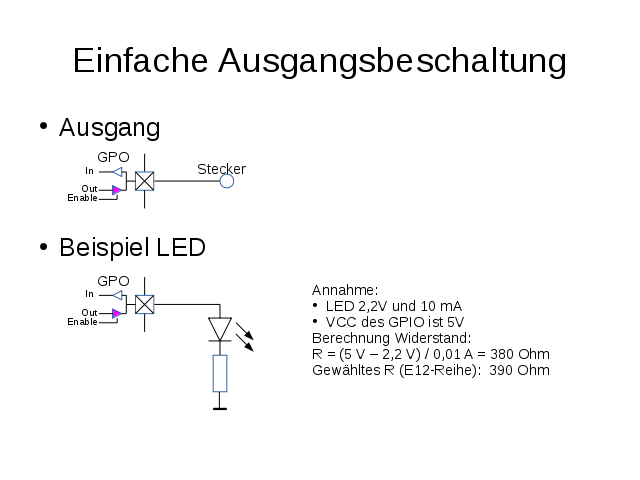 Einfache Ausgangsbeschaltung
• Ausgang
GPO
In
Out
Enable
Stecker
• Beispiel LED
GPO
In
Out
Enable
Annahme:
• LED 2,2V und 10 mA
• VCC des GPIO ist 5V
Berechnung Widerstand:
R = (5 V – 2,2 V) / 0,01 A = 380 Ohm
Gewähltes R (E12-Reihe): 390 Ohm